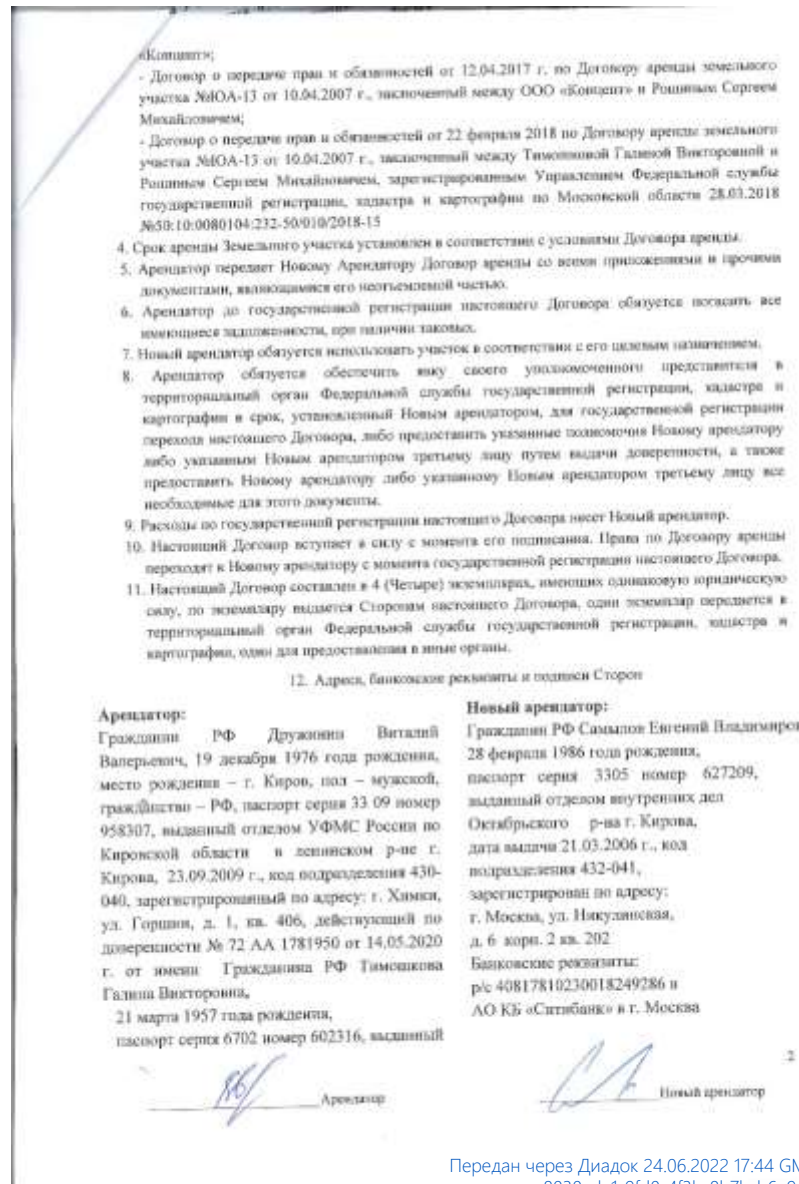 «Концепт»;
- Договор о передаче прав и обязанностей от 12.04.2017 г. по Договору аренды земельного
участка №ЮА-13 от 10.04.2007 г., заключенный между ООО «Концепт» и Рошиным Сергеем
Михайловичем;
- Договор о передаче прав и обязанностей от 22 февраля 2018 по Договору аренды земельного
участка №ЮА-13 от 10.04.2007 г., заключенный между Тимошковой Галиной Викторовной и
Рошиным Сергеем Михайловичем, зарегистрированным Управлением Федеральной службы
государственной регистрации, кадастра и картографии по Московской области 28.03.2018
№50:10:0080104:232-50/010/2018-15
4. Срок аренды Земельного участка установлен в соответствии с условиями Договора аренды.
5. Арендатор передает Новому Арендатору Договор аренды со всеми приложениями и прочими
документами, являющимися его неотъемлемой частью.
6. Арендатор до государственной регистрации настоящего Договора обязуется погасить все
имеющиеся задолженности, при наличии таковых.
7. Новый арендатор обязуется использовать участок в соответствии с его целевым назначением.
8. Арендатор обязуется обеспечить явку своего уполномоченного представителя в
территориальный орган Федеральной службы государственной регистрации, кадастра и
картографии в срок, установленный Новым арендатором, для государственной регистрации
перехода настоящего Договора, либо предоставить указанные полномочия Новому арендатору
либо указанным Новым арендатором третьему лицу путем выдачи доверенности, а также
предоставить Новому арендатору либо указанному Новым арендатором третьему лицу все
необходимые для этого документы.
9. Расходы по государственной регистрации настоящего Договора несет Новый арендатор.
10. Настоящий Договор вступает в силу с момента его подписания. Права по Договору аренды
переходят к Новому арендатору с момента государственной регистрации настоящего Договора.
11. Настоящий Договор составлен в 4 (Четыре) экземплярах, имеющих одинаковую юридическую
силу, по экземпляру выдается Сторонам настоящего Договора, один экземпляр передается в
территориальный орган Федеральной службы государственной регистрации, кадастра и
картографии, один для предоставления в иные органы.
12. Адреса, банковские реквизиты и подписи Сторон
Арендатор:
Гражданин РФ Дружинин Виталий
Валерьевич, 19 декабря 1976 года рождения,
место рождения – г. Киров, пол – мужской,
гражданство – РФ, паспорт серия 33 09 номер
958307, выданный отделом УФМС России по
Кировской области в ленинском р-не г.
Кирова, 23.09.2009 г., код подразделения 430-
040, зарегистрированный по адресу: г. Химки,
ул. Горшин, д. 1, кв. 406, действующий по
доверенности № 72 АА 1781950 от 14.05.2020
г. от имени Гражданина РФ Тимошкова
Галина Викторовна,
21 марта 1957 года рождения,
паспорт серия 6702 номер 602316, выданный
Арендатор
Новый арендатор:
Гражданин РФ Самылов Евгений Владимиров
28 февраля 1986 года рождения,
паспорт серия 3305 номер 627209,
выданный отделом внутренних дел
Октябрьского р-на г. Кирова,
дата выдачи 21.03.2006 г., код
подразделения 432-041,
зарегистрирован по адресу:
г. Москва, ул. Никулинская,
д. 6 корп. 2 кв. 202
Банковские реквизиты:
р/с 40817810230018249286 в
АО КБ «Ситибанк» в г. Москва
2
Новый арендатор
Передан через Диадок 24.06.2022 17:44 GM